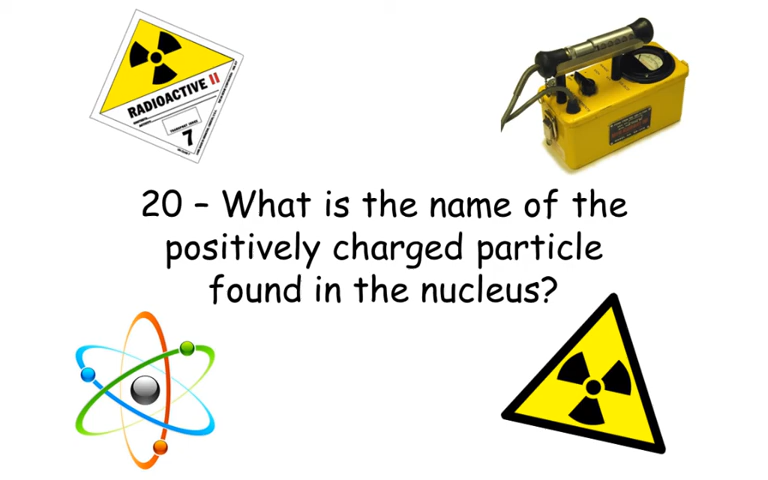 RADIOACTIVE II
7
20 – What is the name of the
positively charged particle
found in the nucleus?